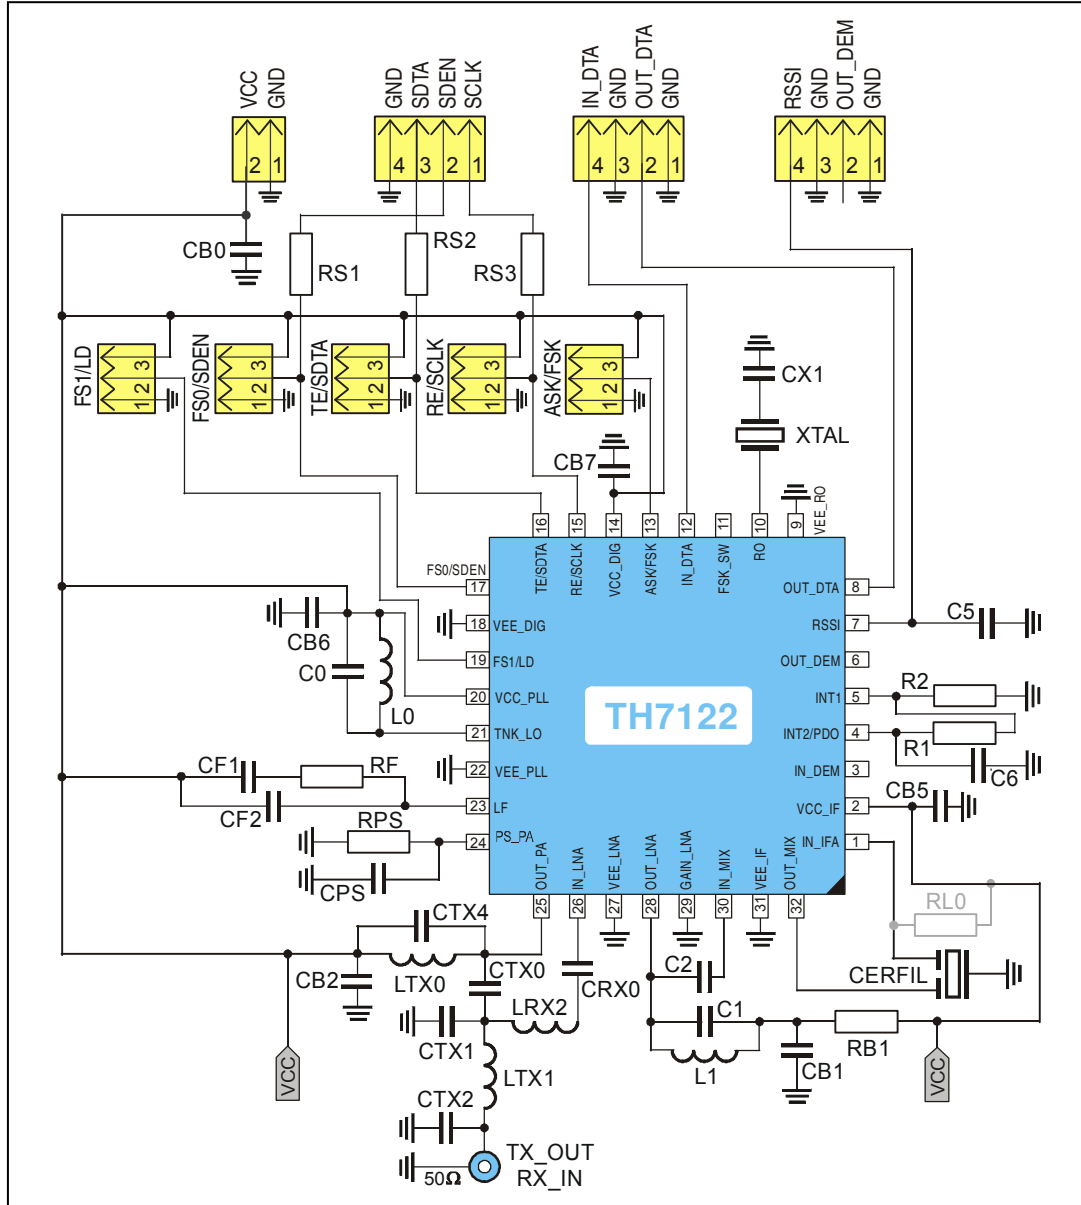 VCC
GND
GND
SDTA
SDEN
SCLK
IN_DTA
GND
OUT_DTA
GND
RSSI
GND
OUT_DEM
GND
2 1
4 3 2 1
4 3 2 1
4 3 2 1
CB0
RS1
RS2
RS3
FS1/LD
1 2 3
FS0/SDEN
1 2 3
TE/SDTA
1 2 3
RE/SCLK
1 2 3
ASK/FSK
1 2 3
CX1
XTAL
CB7
VEE_RO
16 15 14 13 12 11 10 9
TE/SDTA
RE/SCLK
VCC_DIG
ASK/FSK
IN_DTA
FSK_SW
RO
FS0/SDEN
17
OUT_DTA 8
18 VEE_DIG
RSSI 7
C5
CB6
19 FS1/LD
OUT_DEM 6
C0
L0
20 VCC_PLL
INT1 5
R2
TH7122
21 TNK_LO
INT2/PDO 4
R1
C6
CF1 RF
22 VEE_PLL
IN_DEM 3
CF2
23 LF
VCC_IF 2
CB5
RPS
24 PS_PA
IN_IFA 1
CPS
OUT_PA
IN_LNA
VEE_LNA
OUT_LNA
GAIN_LNA
IN_MIX
VEE_IF
OUT_MIX
25 26 27 28 29 30 31 32
RL0
CTX4
CB2
LTX0
CTX0
CRX0
C2
CERFIL
LRX2
C1
CTX1
RB1
LTX1
L1
CB1
VCC
VCC
CTX2
TX_OUT
50Ω
RX_IN